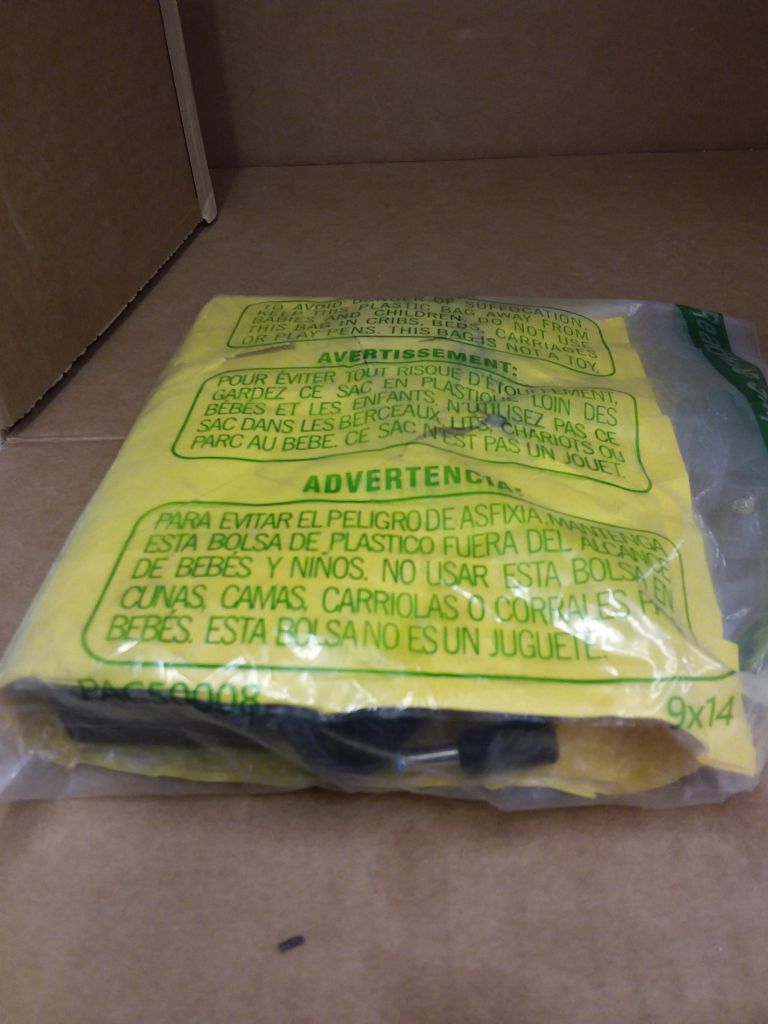 TO AVOID DANGER OF SUFFOCATION,
KEEP THIS PLASTIC BAG AWAY FROM
BABIES AND CHILDREN. DO NOT USE
THIS BAG IN CRIBS, BEDS, CARRIAGES
OR PLAY PENS. THIS BAG IS NOT A TOY.
AVERTISSEMENT:
POUR ÉVITER TOUT RISQUE D'ÉTOUFFEMENT,
GARDEZ CE SAC EN PLASTIQUE LOIN DES
BÉBÉS ET LES ENFANTS. N'UTILISEZ PAS CE
SAC DANS LES BERCEAUX, LITS, CHARIOTS OU
PARC AU BEBE. CE SAC N'EST PAS UN JOUET.
ADVERTENCIA:
PARA EVITAR EL PELIGRO DE ASFIXIA, MANTENGA
ESTA BOLSA DE PLASTICO FUERA DEL ALCANCE
DE BEBÉS Y NIÑOS. NO USAR ESTA BOLSA EN
CUNAS, CAMAS, CARRIOLAS O CORRALES
BEBÉS. ESTA BOLSA NO ES UN JUGUETE.
PAC50008
9x14